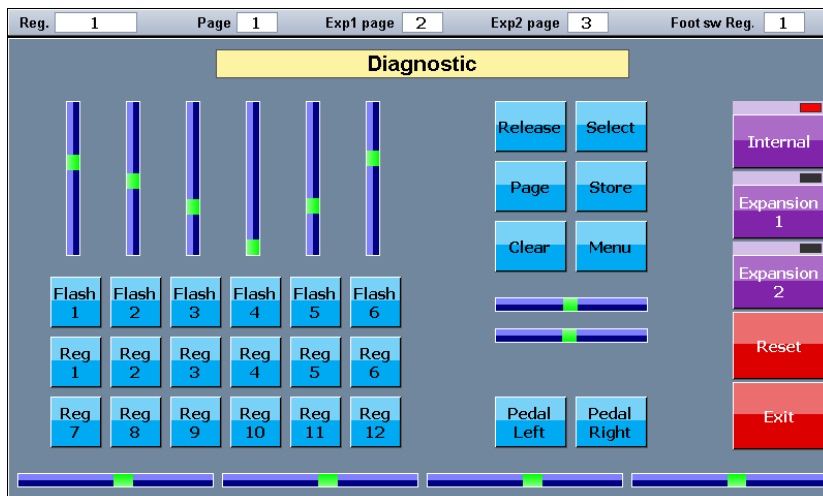 Reg. 1 Page 1 Exp1 page 2 Exp2 page 3 Foot sw Reg. 1
Diagnostic
Release Select
Internal
Page Store
Expansion
1
Clear Menu
Expansion
2
Flash Flash Flash Flash Flash Flash
1 2 3 4 5 6
Reset
Reg Reg Reg Reg Reg Reg
1 2 3 4 5 6
Reg Reg Reg Reg Reg Reg
7 8 9 10 11 12
Pedal Pedal
Left Right
Exit